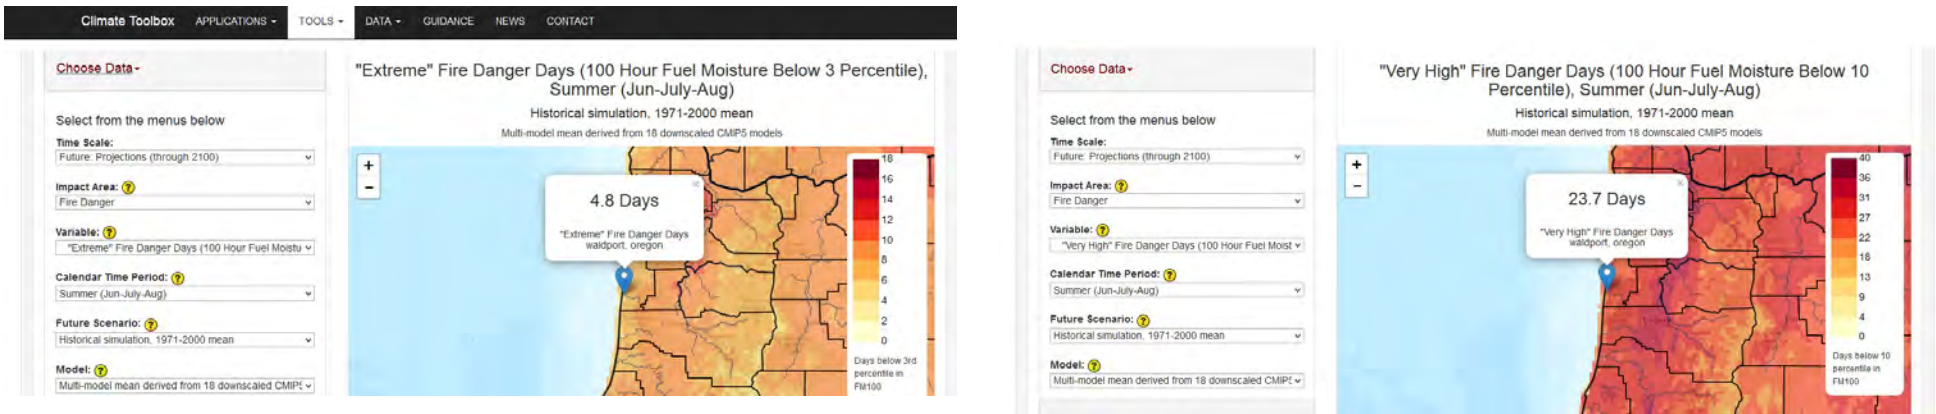 Climate Toolbox APPLICATIONS TOOLS DATA GUIDANCE NEWS CONTACT
Choose Data
Select from the menus below
Time Scale:
Future: Projections (through 2100)
Impact Area: ?
Fire Danger
Variable: ?
"Extreme" Fire Danger Days (100 Hour Fuel Moistu
Calendar Time Period: ?
Summer (Jun-July-Aug)
Future Scenario: ?
Historical simulation, 1971-2000 mean
Model: ?
Multi-model mean derived from 18 downscaled CMIP5
"Extreme" Fire Danger Days (100 Hour Fuel Moisture Below 3 Percentile),
Summer (Jun-July-Aug)
Historical simulation, 1971-2000 mean
Multi-model mean derived from 18 downscaled CMIP5 models
+
−
4.8 Days
"Extreme" Fire Danger Days
waldport, oregon
18
16
14
12
10
8
6
4
2
0
Days below 3rd
percentile in
FM100
Choose Data
Select from the menus below
Time Scale:
Future: Projections (through 2100)
Impact Area: ?
Fire Danger
Variable: ?
"Very High" Fire Danger Days (100 Hour Fuel Moist
Calendar Time Period: ?
Summer (Jun-July-Aug)
Future Scenario: ?
Historical simulation, 1971-2000 mean
Model: ?
Multi-model mean derived from 18 downscaled CMIP5
"Very High" Fire Danger Days (100 Hour Fuel Moisture Below 10
Percentile), Summer (Jun-July-Aug)
Historical simulation, 1971-2000 mean
Multi-model mean derived from 18 downscaled CMIP5 models
+
−
23.7 Days
"Very High" Fire Danger Days
waldport, oregon
40
36
31
27
22
18
13
9
4
0
Days below 10
percentile in
FM100